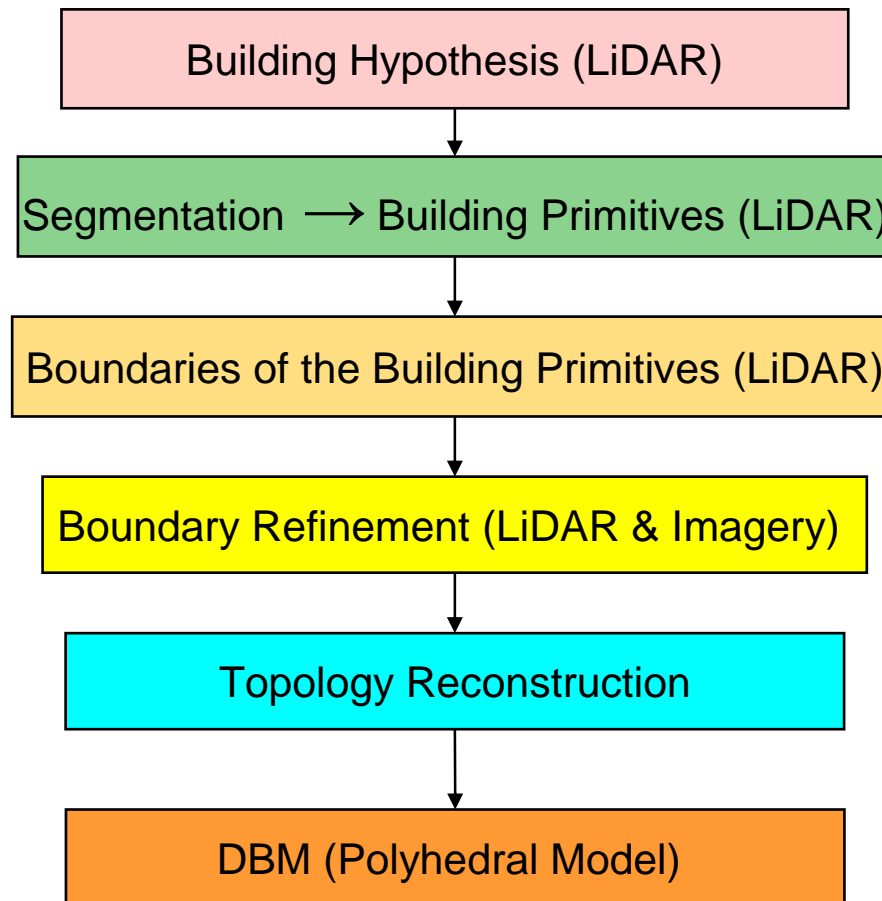 Building Hypothesis (LiDAR)
Segmentation → Building Primitives (LiDAR)
Boundaries of the Building Primitives (LiDAR)
Boundary Refinement (LiDAR & Imagery)
Topology Reconstruction
DBM (Polyhedral Model)